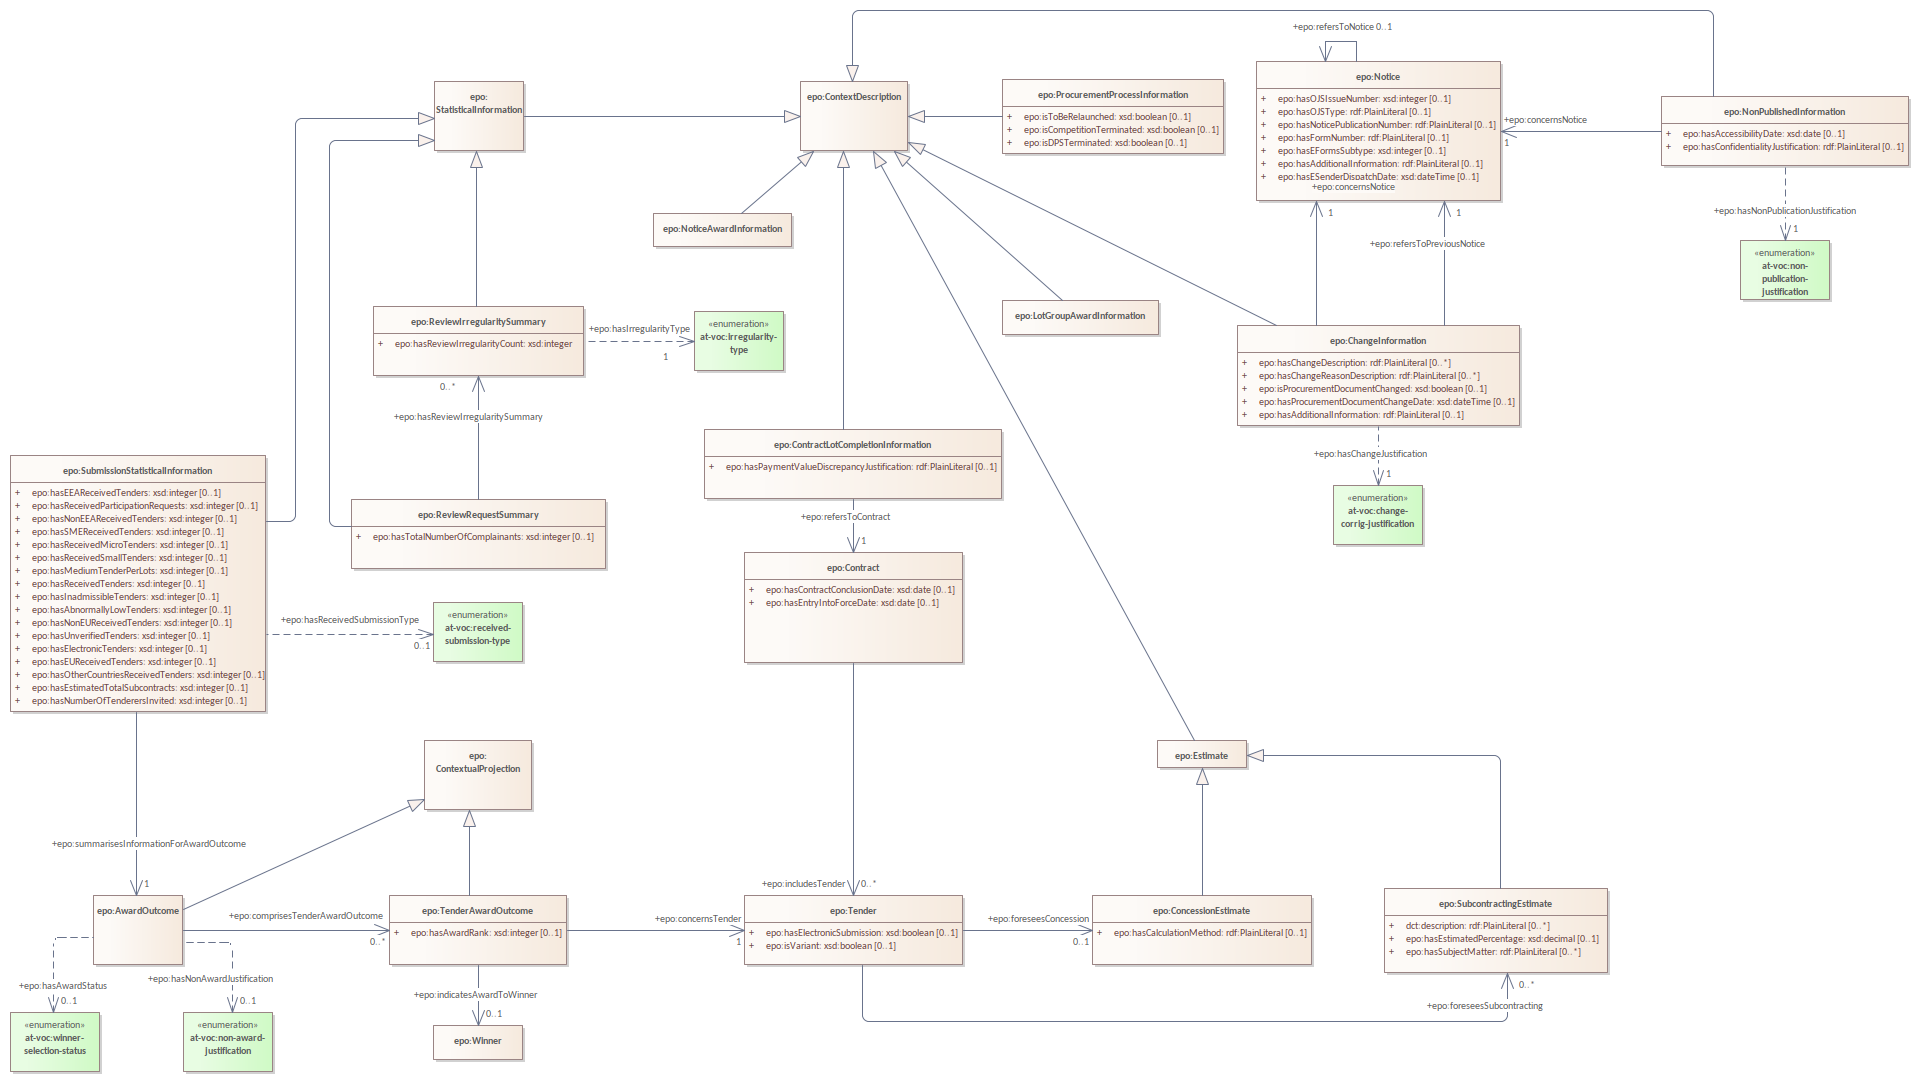 +epo:refersToNotice 0..1
epo:
StatisticalInformation
epo:ContextDescription
epo:ProcurementProcessInformation
+ epo:isToBeRelaunched: xsd:boolean [0..1]
+ epo:isCompetitionTerminated: xsd:boolean [0..1]
+ epo:isDPSTerminated: xsd:boolean [0..1]
epo:Notice
+ epo:hasOJSIssueNumber: xsd:integer [0..1]
+ epo:hasOJSType: rdf:PlainLiteral [0..1]
+ epo:hasNoticePublicationNumber: rdf:PlainLiteral [0..1]
+ epo:hasFormNumber: rdf:PlainLiteral [0..1]
+ epo:hasEFormsSubtype: xsd:integer [0..1]
+ epo:hasAdditionalInformation: rdf:PlainLiteral [0..1]
+ epo:hasESenderDispatchDate: xsd:dateTime [0..1]
+epo:concernsNotice
1
+epo:concernsNotice
1
epo:NonPublishedInformation
+ epo:hasAccessibilityDate: xsd:date [0..1]
+ epo:hasConfidentialityJustification: rdf:PlainLiteral [0..1]
+epo:hasNonPublicationJustification
1
«enumeration»
at-voc:non-
publication-
justification
1
+epo:refersToPreviousNotice
epo:NoticeAwardInformation
epo:LotGroupAwardInformation
epo:ReviewIrregularitySummary
+ epo:hasReviewIrregularityCount: xsd:integer
+epo:hasIrregularityType
1
«enumeration»
at-voc:irregularity-
type
0..*
+epo:hasReviewIrregularitySummary
epo:ChangeInformation
+ epo:hasChangeDescription: rdf:PlainLiteral [0..*]
+ epo:hasChangeReasonDescription: rdf:PlainLiteral [0..*]
+ epo:isProcurementDocumentChanged: xsd:boolean [0..1]
+ epo:hasProcurementDocumentChangeDate: xsd:dateTime [0..1]
+ epo:hasAdditionalInformation: rdf:PlainLiteral [0..1]
+epo:hasChangeJustification
1
«enumeration»
at-voc:change-
corrig-justification
epo:ContractLotCompletionInformation
+ epo:hasPaymentValueDiscrepancyJustification: rdf:PlainLiteral [0..1]
+epo:refersToContract
1
epo:SubmissionStatisticalInformation
+ epo:hasEEAReceivedTenders: xsd:integer [0..1]
+ epo:hasReceivedParticipationRequests: xsd:integer [0..1]
+ epo:hasNonEEAReceivedTenders: xsd:integer [0..1]
+ epo:hasSMEReceivedTenders: xsd:integer [0..1]
+ epo:hasReceivedMicroTenders: xsd:integer [0..1]
+ epo:hasReceivedSmallTenders: xsd:integer [0..1]
+ epo:hasMediumTenderPerLots: xsd:integer [0..1]
+ epo:hasReceivedTenders: xsd:integer [0..1]
+ epo:hasInadmissibleTenders: xsd:integer [0..1]
+ epo:hasAbnormallyLowTenders: xsd:integer [0..1]
+ epo:hasNonEUReceivedTenders: xsd:integer [0..1]
+ epo:hasUnverifiedTenders: xsd:integer [0..1]
+ epo:hasElectronicTenders: xsd:integer [0..1]
+ epo:hasEUReceivedTenders: xsd:integer [0..1]
+ epo:hasOtherCountriesReceivedTenders: xsd:integer [0..1]
+ epo:hasEstimatedTotalSubcontracts: xsd:integer [0..1]
+ epo:hasNumberOfTenderersInvited: xsd:integer [0..1]
epo:ReviewRequestSummary
+ epo:hasTotalNumberOfComplainants: xsd:integer [0..1]
+epo:hasReceivedSubmissionType
0..1
«enumeration»
at-voc:received-
submission-type
epo:Contract
+ epo:hasContractConclusionDate: xsd:date [0..1]
+ epo:hasEntryIntoForceDate: xsd:date [0..1]
epo:
ContextualProjection
epo:Estimate
+epo:summarisesInformationForAwardOutcome
1
epo:AwardOutcome
+epo:comprisesTenderAwardOutcome
0..*
epo:TenderAwardOutcome
+ epo:hasAwardRank: xsd:integer [0..1]
+epo:concernsTender
1
+epo:includesTender
0..*
epo:Tender
+ epo:hasElectronicSubmission: xsd:boolean [0..1]
+ epo:isVariant: xsd:boolean [0..1]
+epo:foreseesConcession
0..1
epo:ConcessionEstimate
+ epo:hasCalculationMethod: rdf:PlainLiteral [0..1]
epo:SubcontractingEstimate
+ dct:description: rdf:PlainLiteral [0..*]
+ epo:hasEstimatedPercentage: xsd:decimal [0..1]
+ epo:hasSubjectMatter: rdf:PlainLiteral [0..*]
0..*
+epo:foreseesSubcontracting
+epo:hasAwardStatus
0..1
+epo:hasNonAwardJustification
0..1
+epo:indicatesAwardToWinner
0..1
«enumeration»
at-voc:winner-
selection-status
«enumeration»
at-voc:non-award-
justification
epo:Winner